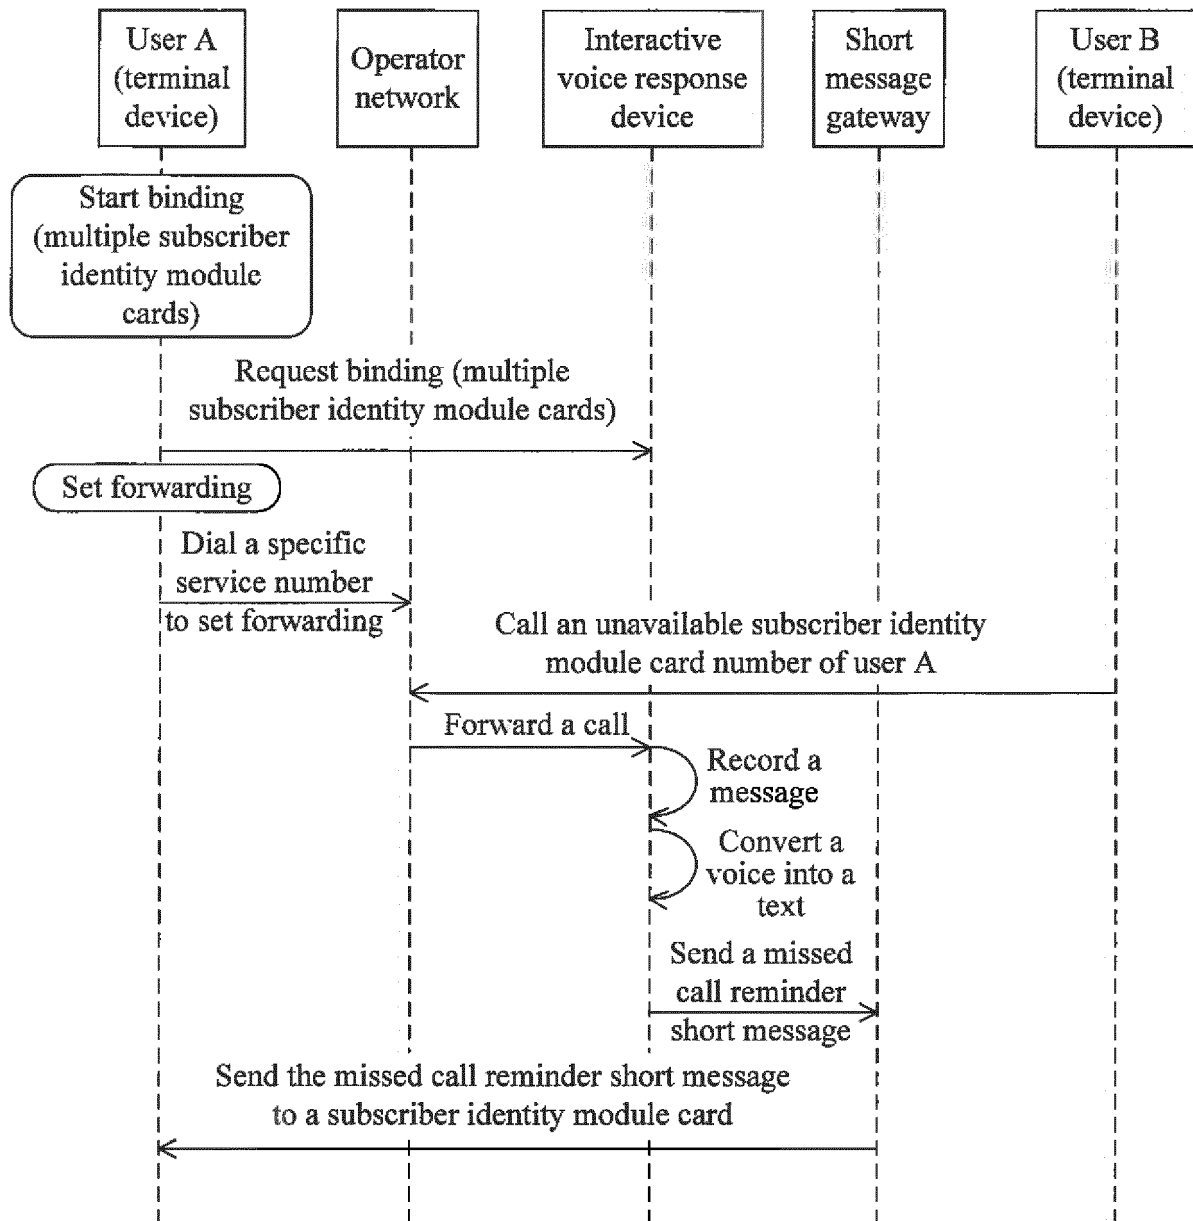 User A
(terminal
device)
Operator
network
Interactive
voice response
device
Short
message
gateway
User B
(terminal
device)
Start binding
(multiple subscriber
identity module
cards)
Request binding (multiple
subscriber identity module cards)
Set forwarding
Dial a specific
service number
to set forwarding
Call an unavailable subscriber identity
module card number of user A
Forward a call
Record a
message
Convert a
voice into a
text
Send a missed
call reminder
short message
Send the missed call reminder short message
to a subscriber identity module card